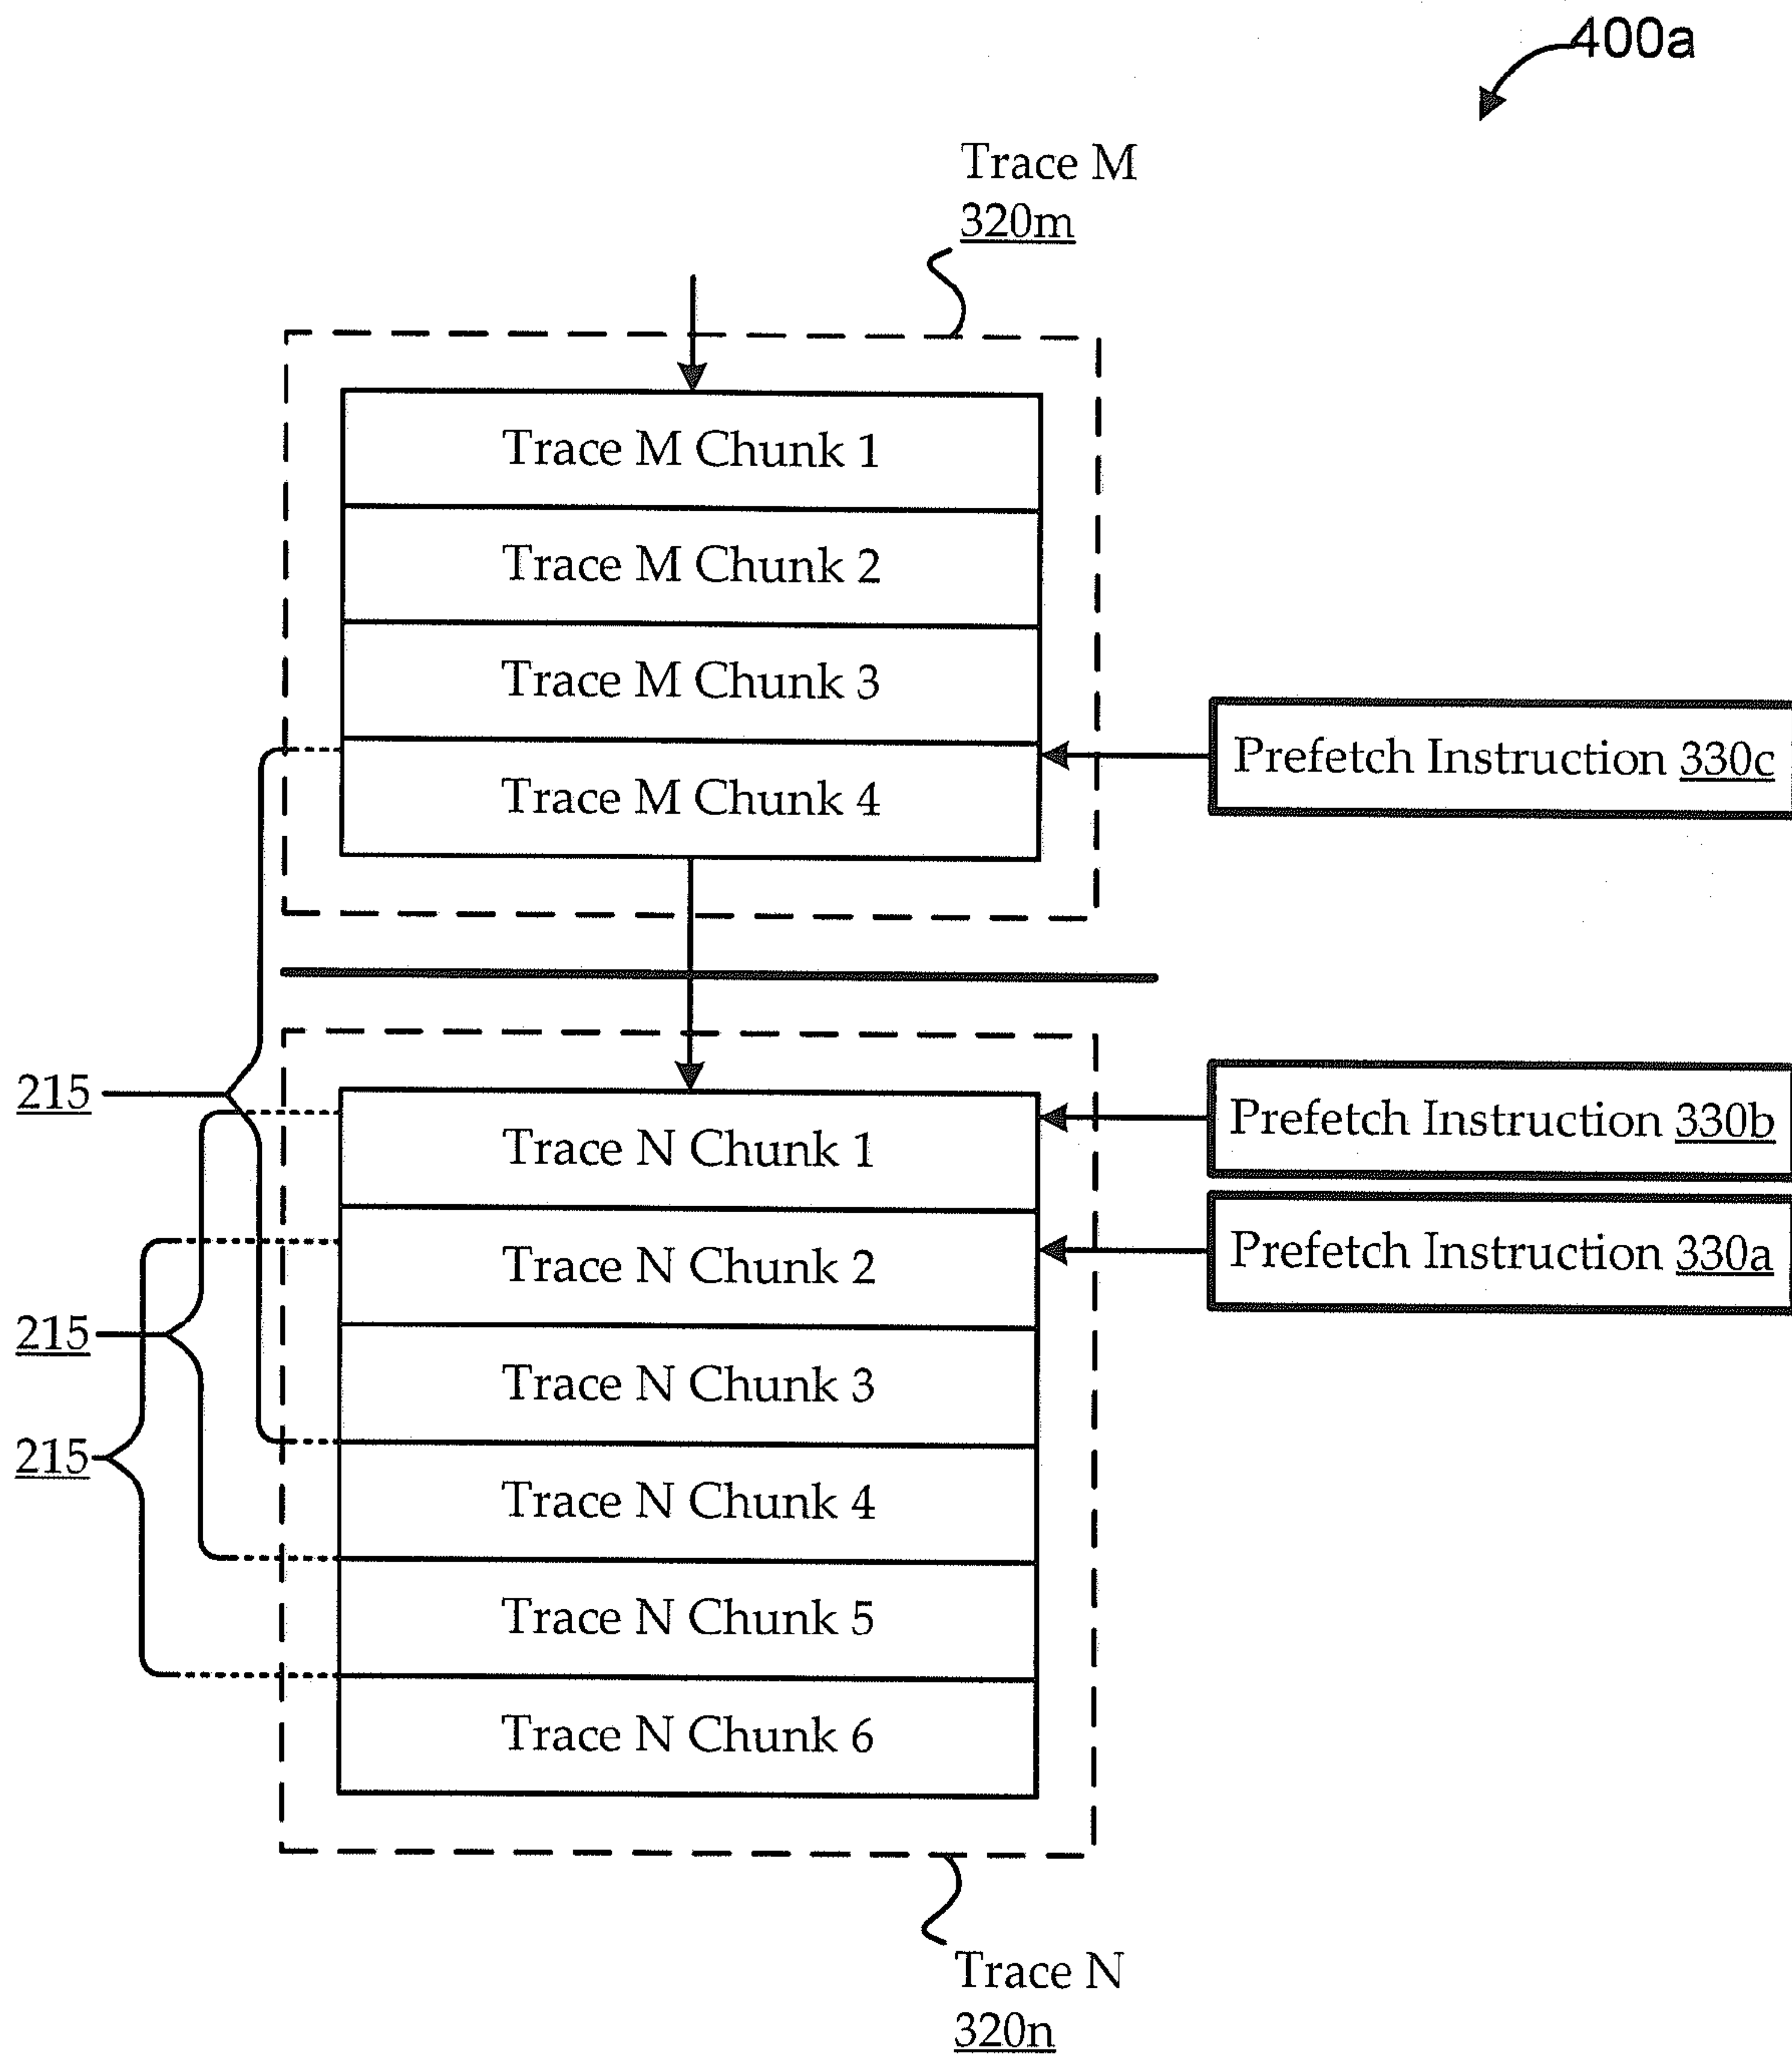 400a
Trace M
320m
Trace M Chunk 1
Trace M Chunk 2
Trace M Chunk 3
Prefetch Instruction 330c
Trace M Chunk 4
215
Prefetch Instruction 330b
Trace N Chunk 1
Prefetch Instruction 330a
Trace N Chunk 2
215
Trace N Chunk 3
215
Trace N Chunk 4
Trace N Chunk 5
Trace N Chunk 6
Trace N
320n